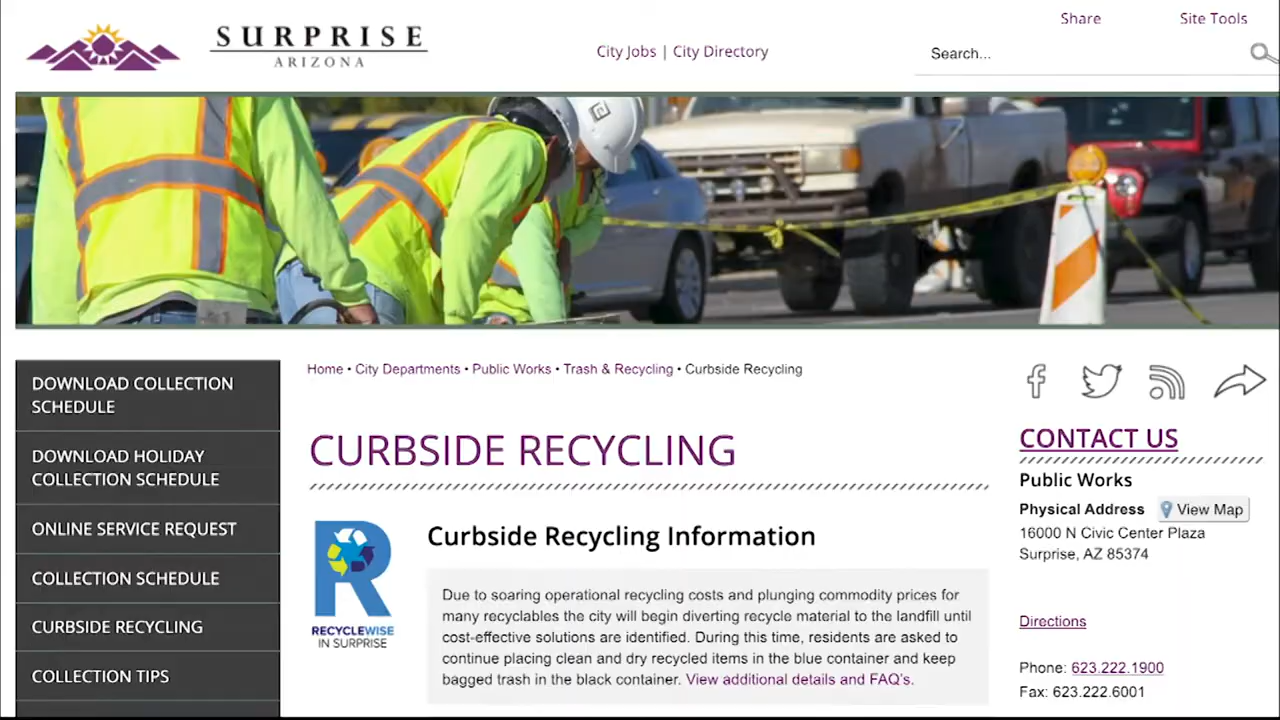 SURPRISE
ARIZONA
City Jobs | City Directory
Share
Site Tools
Search...
DOWNLOAD COLLECTION
SCHEDULE
DOWNLOAD HOLIDAY
COLLECTION SCHEDULE
ONLINE SERVICE REQUEST
COLLECTION SCHEDULE
CURBSIDE RECYCLING
COLLECTION TIPS
Home • City Departments • Public Works • Trash & Recycling • Curbside Recycling
CURBSIDE RECYCLING
R
RECYCLEWISE
IN SURPRISE
Curbside Recycling Information
Due to soaring operational recycling costs and plunging commodity prices for
many recyclables the city will begin diverting recycle material to the landfill until
cost-effective solutions are identified. During this time, residents are asked to
continue placing clean and dry recycled items in the blue container and keep
bagged trash in the black container. View additional details and FAQ's.
CONTACT US
Public Works
Physical Address View Map
16000 N Civic Center Plaza
Surprise, AZ 85374
Directions
Phone: 623.222.1900
Fax: 623.222.6001